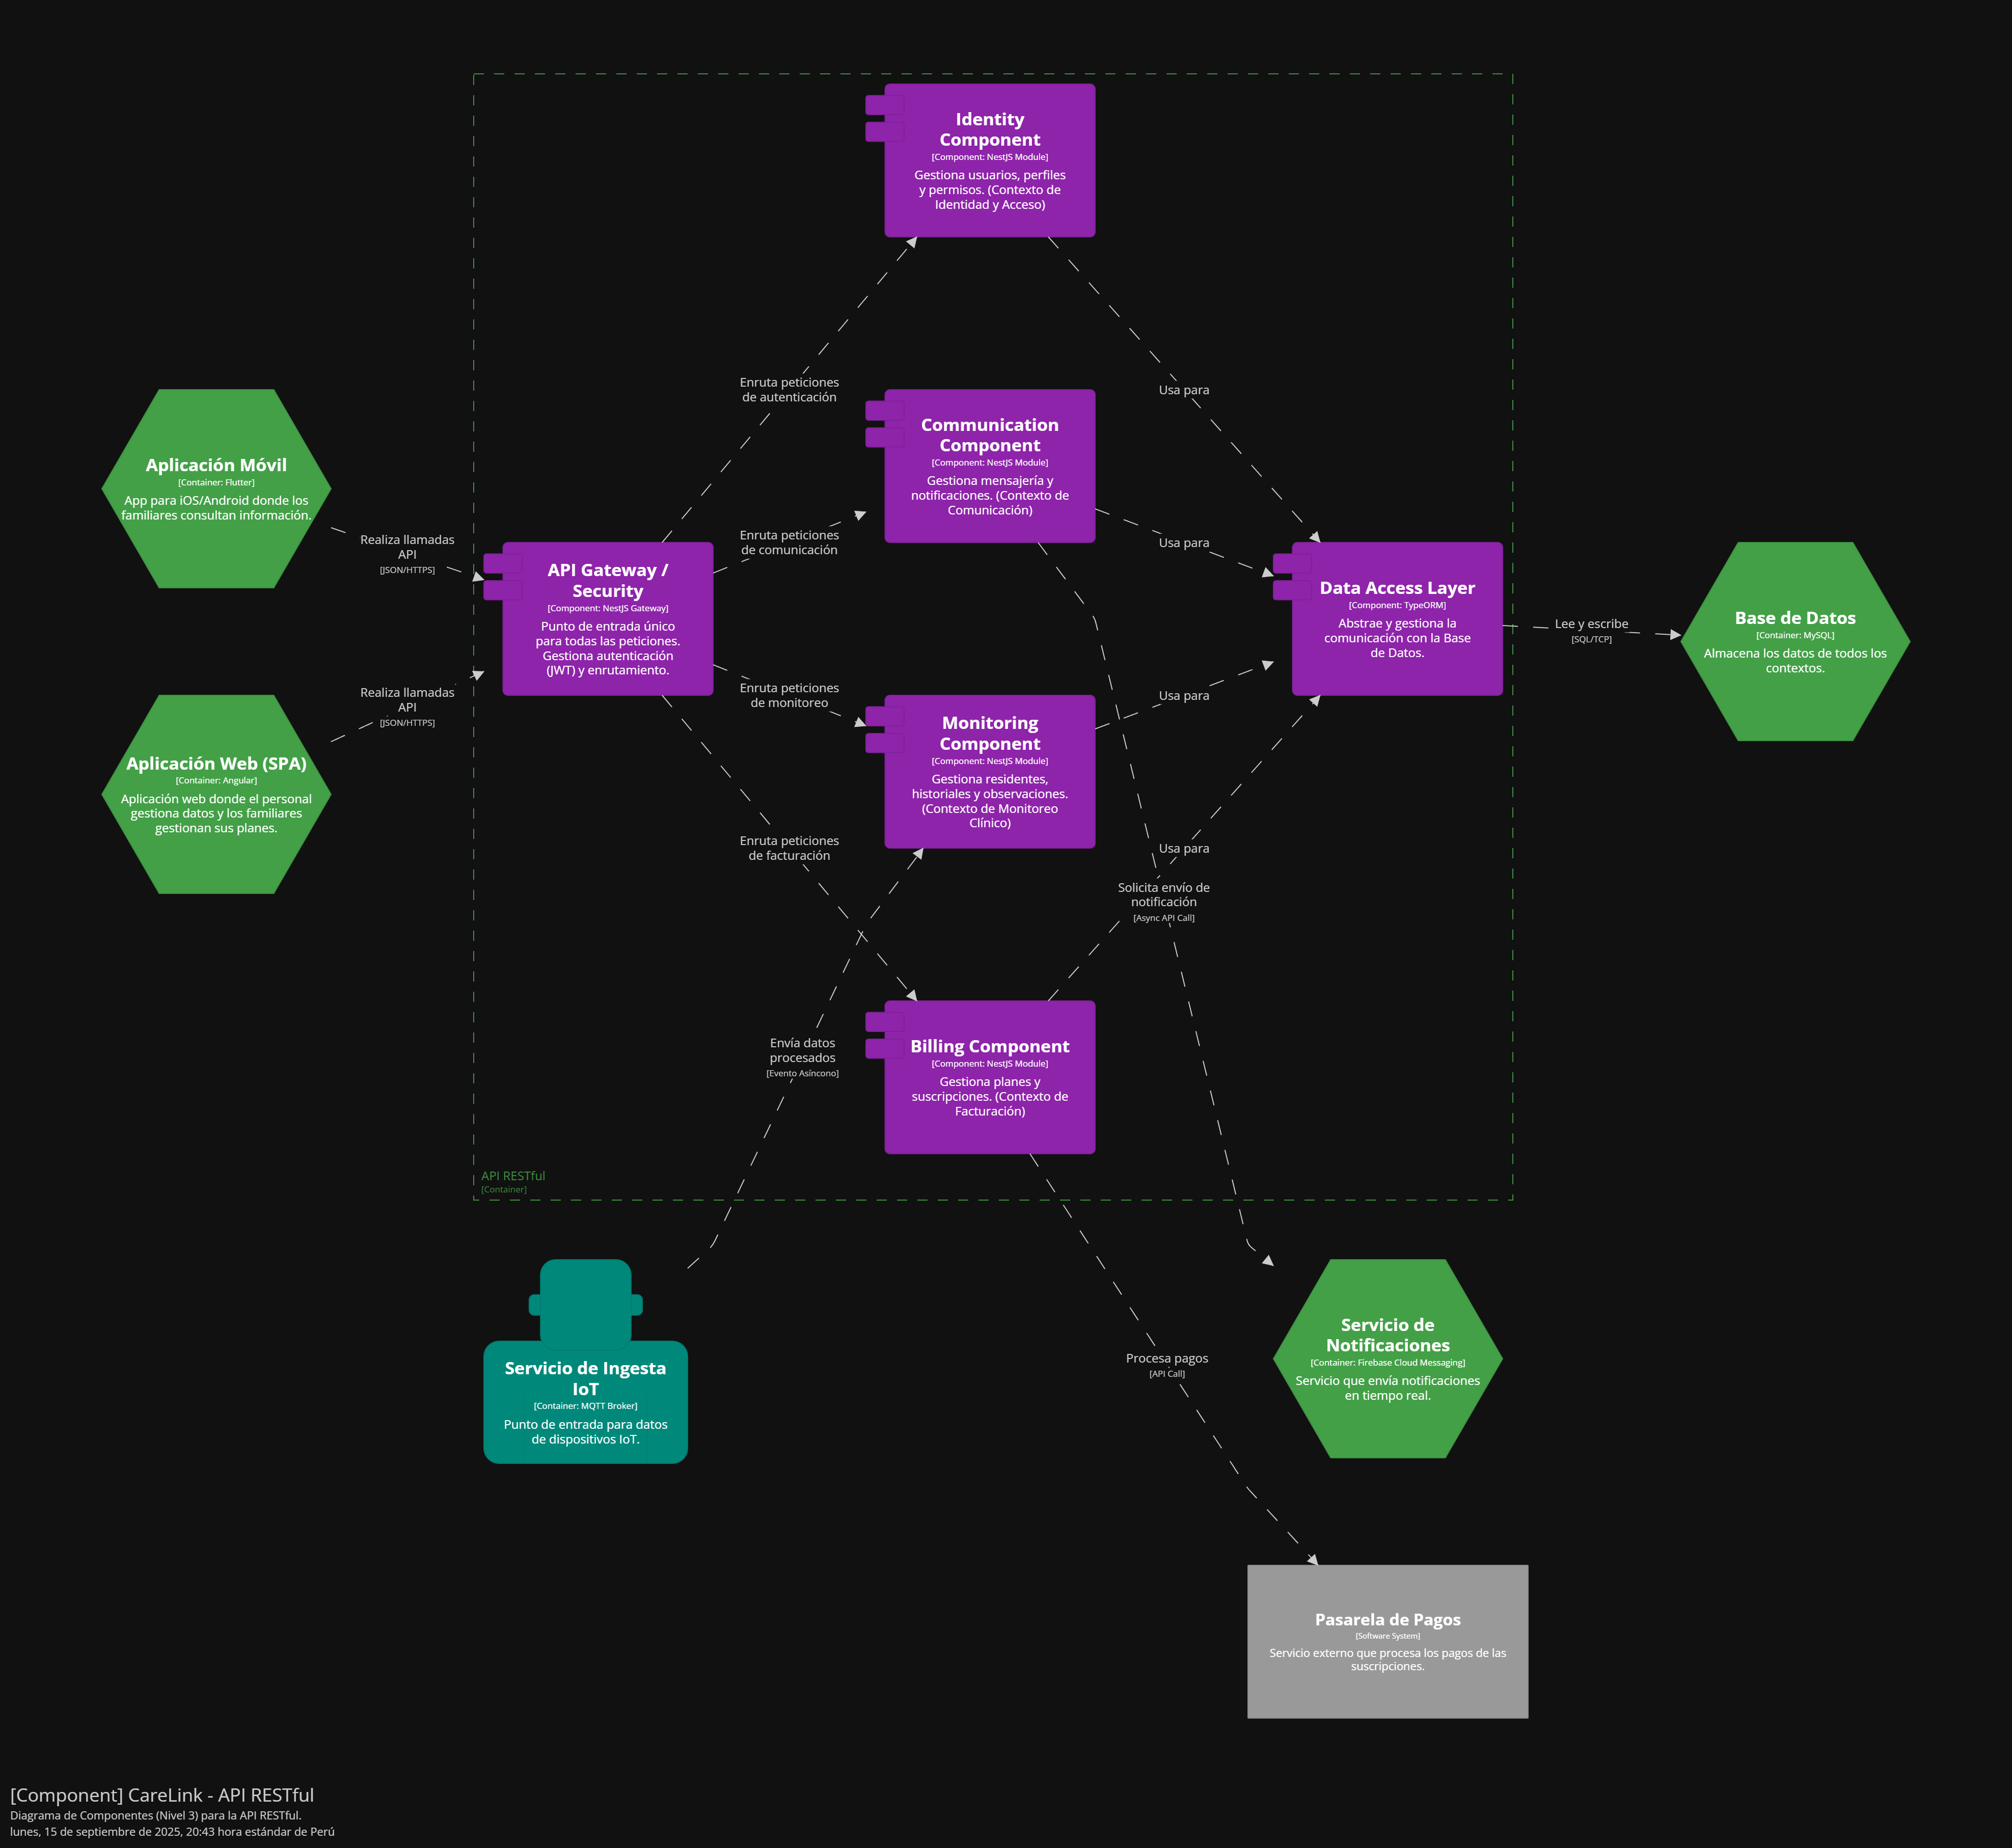 Identity
Component
[Component: NestJS Module]
Gestiona usuarios, perfiles
y permisos. (Contexto de
Identidad y Acceso)
Enruta peticiones
de autenticación
Usa para
Communication
Component
[Component: NestJS Module]
Gestiona mensajería y
notificaciones. (Contexto de
Comunicación)
Aplicación Móvil
[Container: Flutter]
App para iOS/Android donde los
familiares consultan información.
Realiza llamadas
API
[JSON/HTTPS]
Enruta peticiones
de comunicación
Usa para
API Gateway /
Security
[Component: NestJS Gateway]
Punto de entrada único
para todas las peticiones.
Gestiona autenticación
(JWT) y enrutamiento.
Data Access Layer
[Component: TypeORM]
Abstrae y gestiona la
comunicación con la Base
de Datos.
Lee y escribe
[SQL/TCP]
Base de Datos
[Container: MySQL]
Almacena los datos de todos los
contextos.
Realiza llamadas
API
[JSON/HTTPS]
Enruta peticiones
de monitoreo
Usa para
Monitoring
Component
[Component: NestJS Module]
Gestiona residentes,
historiales y observaciones.
(Contexto de Monitoreo
Clínico)
Aplicación Web (SPA)
[Container: Angular]
Aplicación web donde el personal
gestiona datos y los familiares
gestionan sus planes.
Enruta peticiones
de facturación
Usa para
Solicita envío de
notificación
[Async API Call]
Envía datos
procesados
[Evento Asíncono]
Billing Component
[Component: NestJS Module]
Gestiona planes y
suscripciones. (Contexto de
Facturación)
API RESTful
[Container]
Servicio de Ingesta
IoT
[Container: MQTT Broker]
Punto de entrada para datos
de dispositivos IoT.
Procesa pagos
[API Call]
Servicio de
Notificaciones
[Container: Firebase Cloud Messaging]
Servicio que envía notificaciones
en tiempo real.
Pasarela de Pagos
[Software System]
Servicio externo que procesa los pagos de las
suscripciones.
[Component] CareLink - API RESTful
Diagrama de Componentes (Nivel 3) para la API RESTful.
lunes, 15 de septiembre de 2025, 20:43 hora estándar de Perú